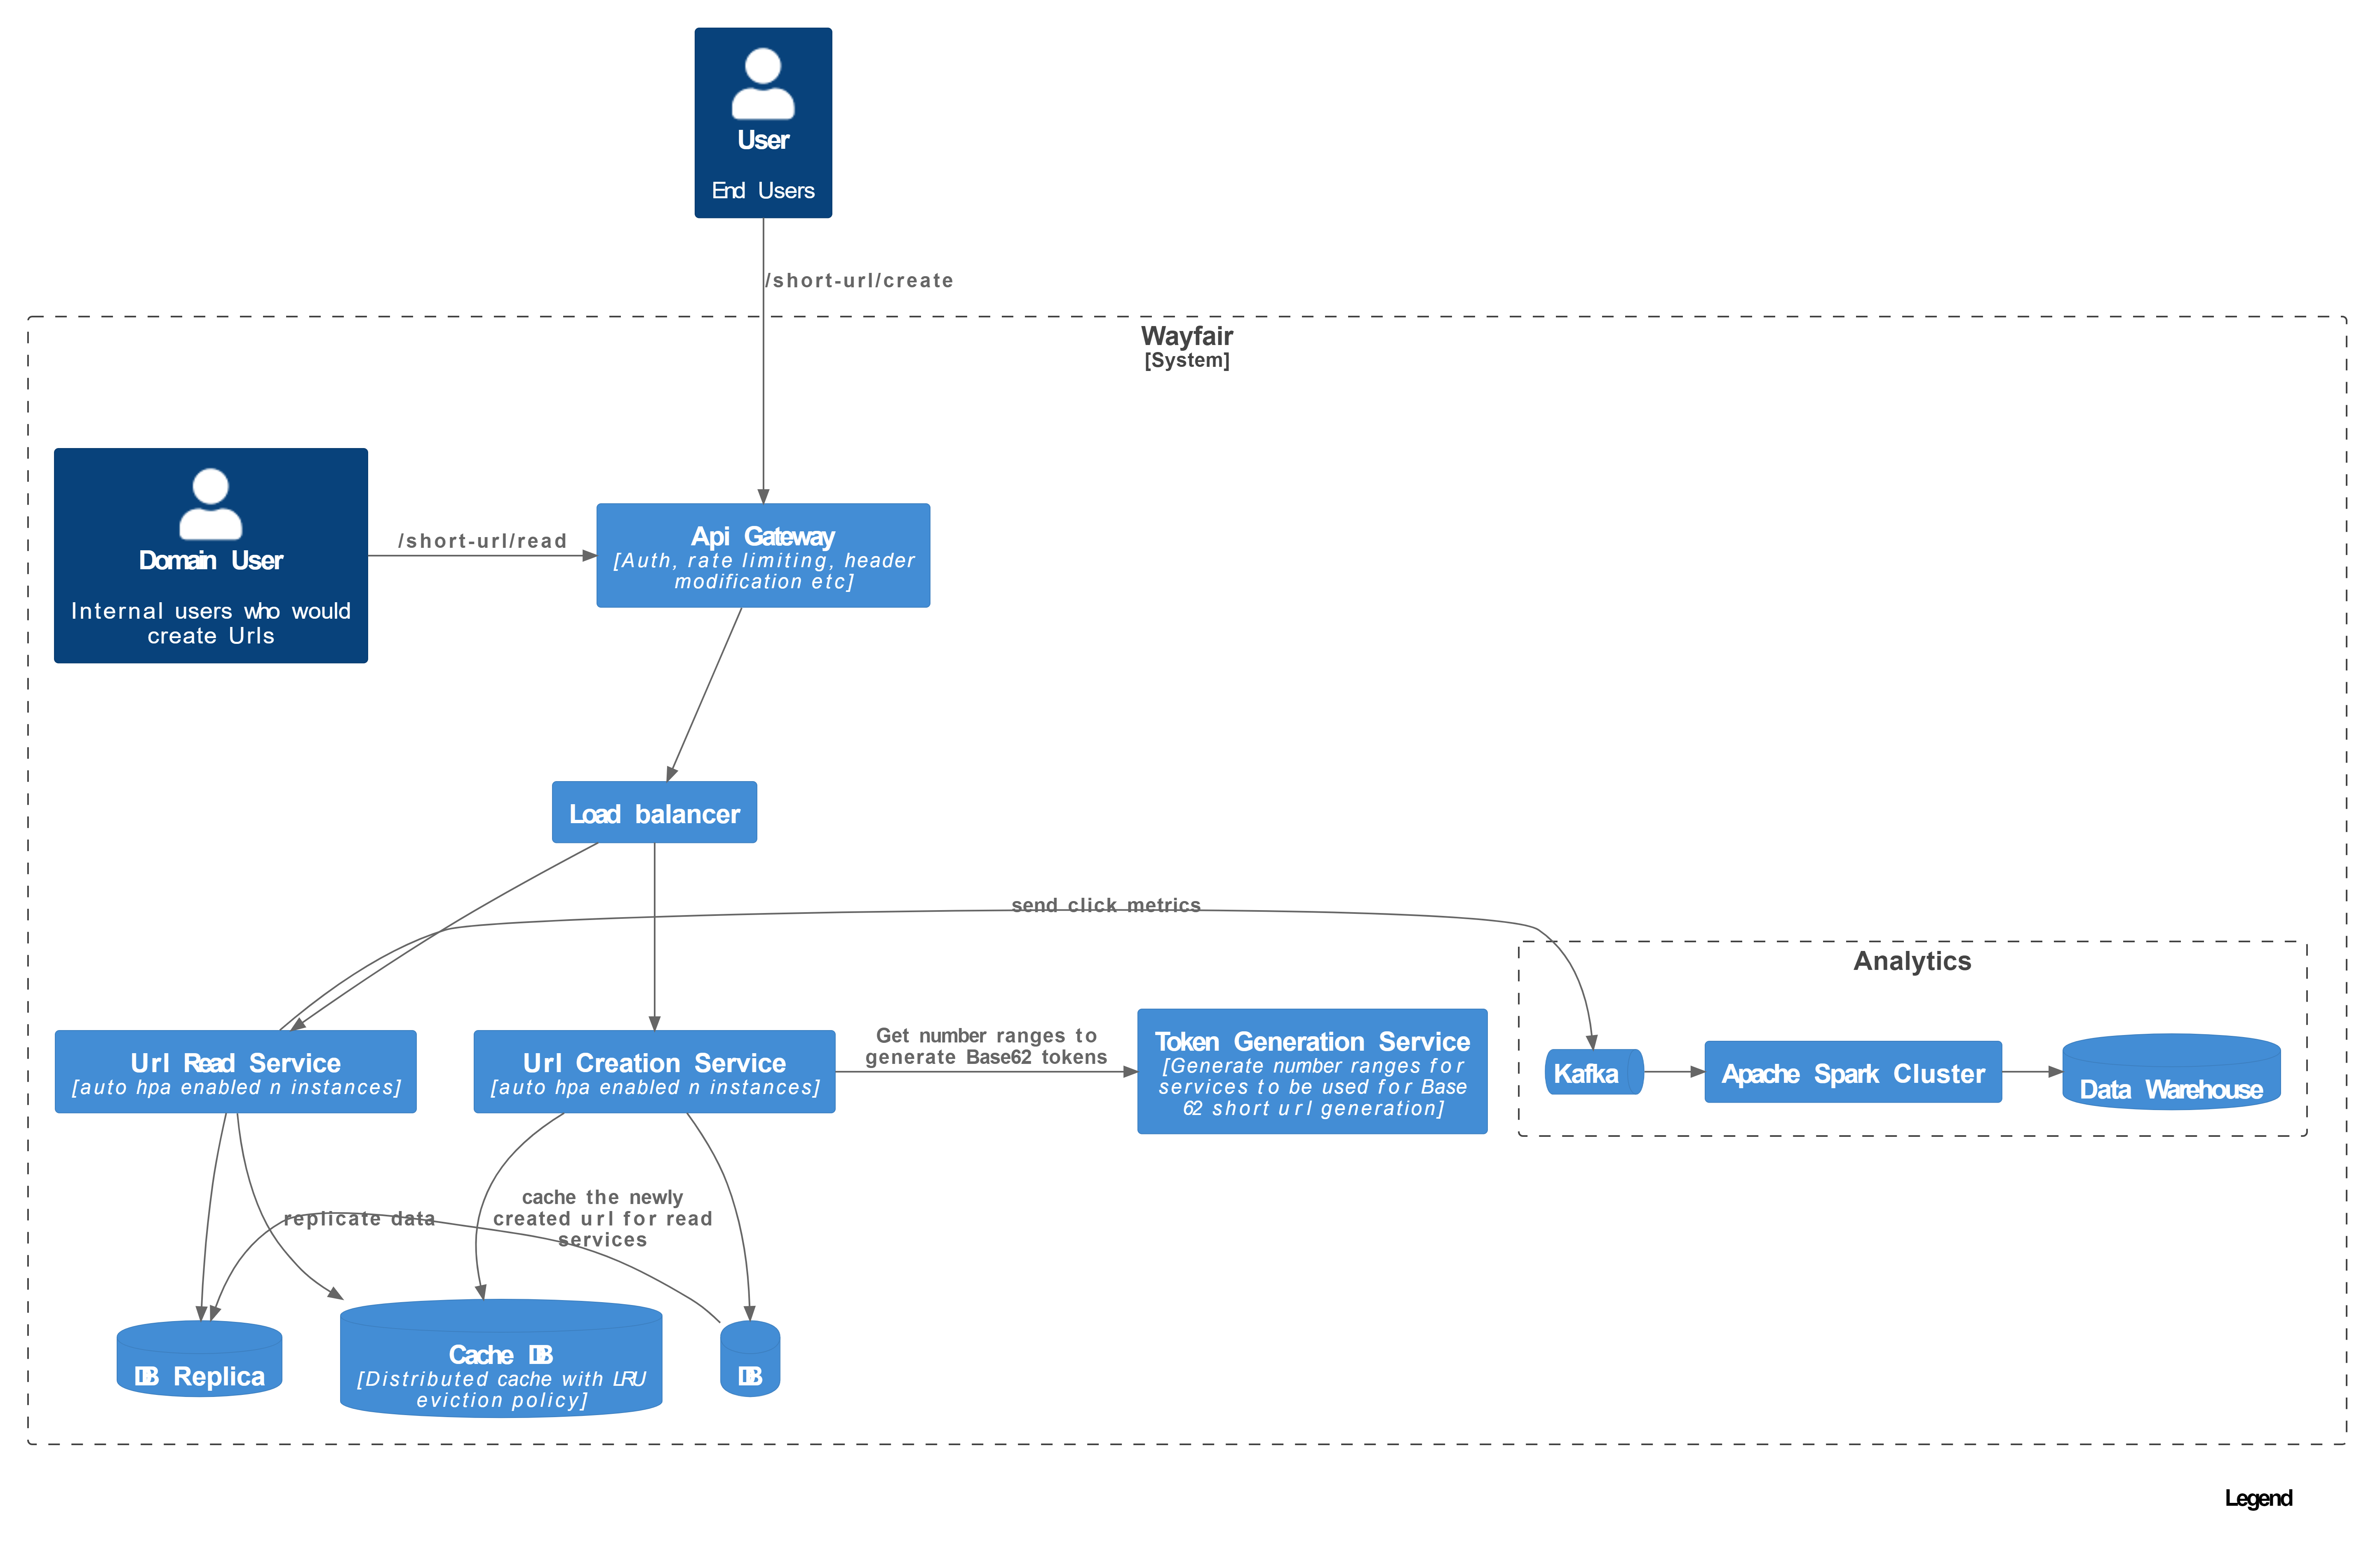 User
End Users
/short-url/create
Wayfair
[System]
Domain User
Internal users who would
create Urls
/short-url/read
Api Gateway
[Auth, rate limiting, header
modification etc]
Load balancer
send click metrics
Analytics
Url Read Service
[auto hpa enabled n instances]
Url Creation Service
[auto hpa enabled n instances]
Get number ranges to
generate Base62 tokens
Token Generation Service
[Generate number ranges for
services to be used for Base
62 short url generation]
Kafka
Apache Spark Cluster
Data Warehouse
replicate data
cache the newly
created url for read
services
DB Replica
Cache DB
[Distributed cache with LRU
eviction policy]
DB
Legend